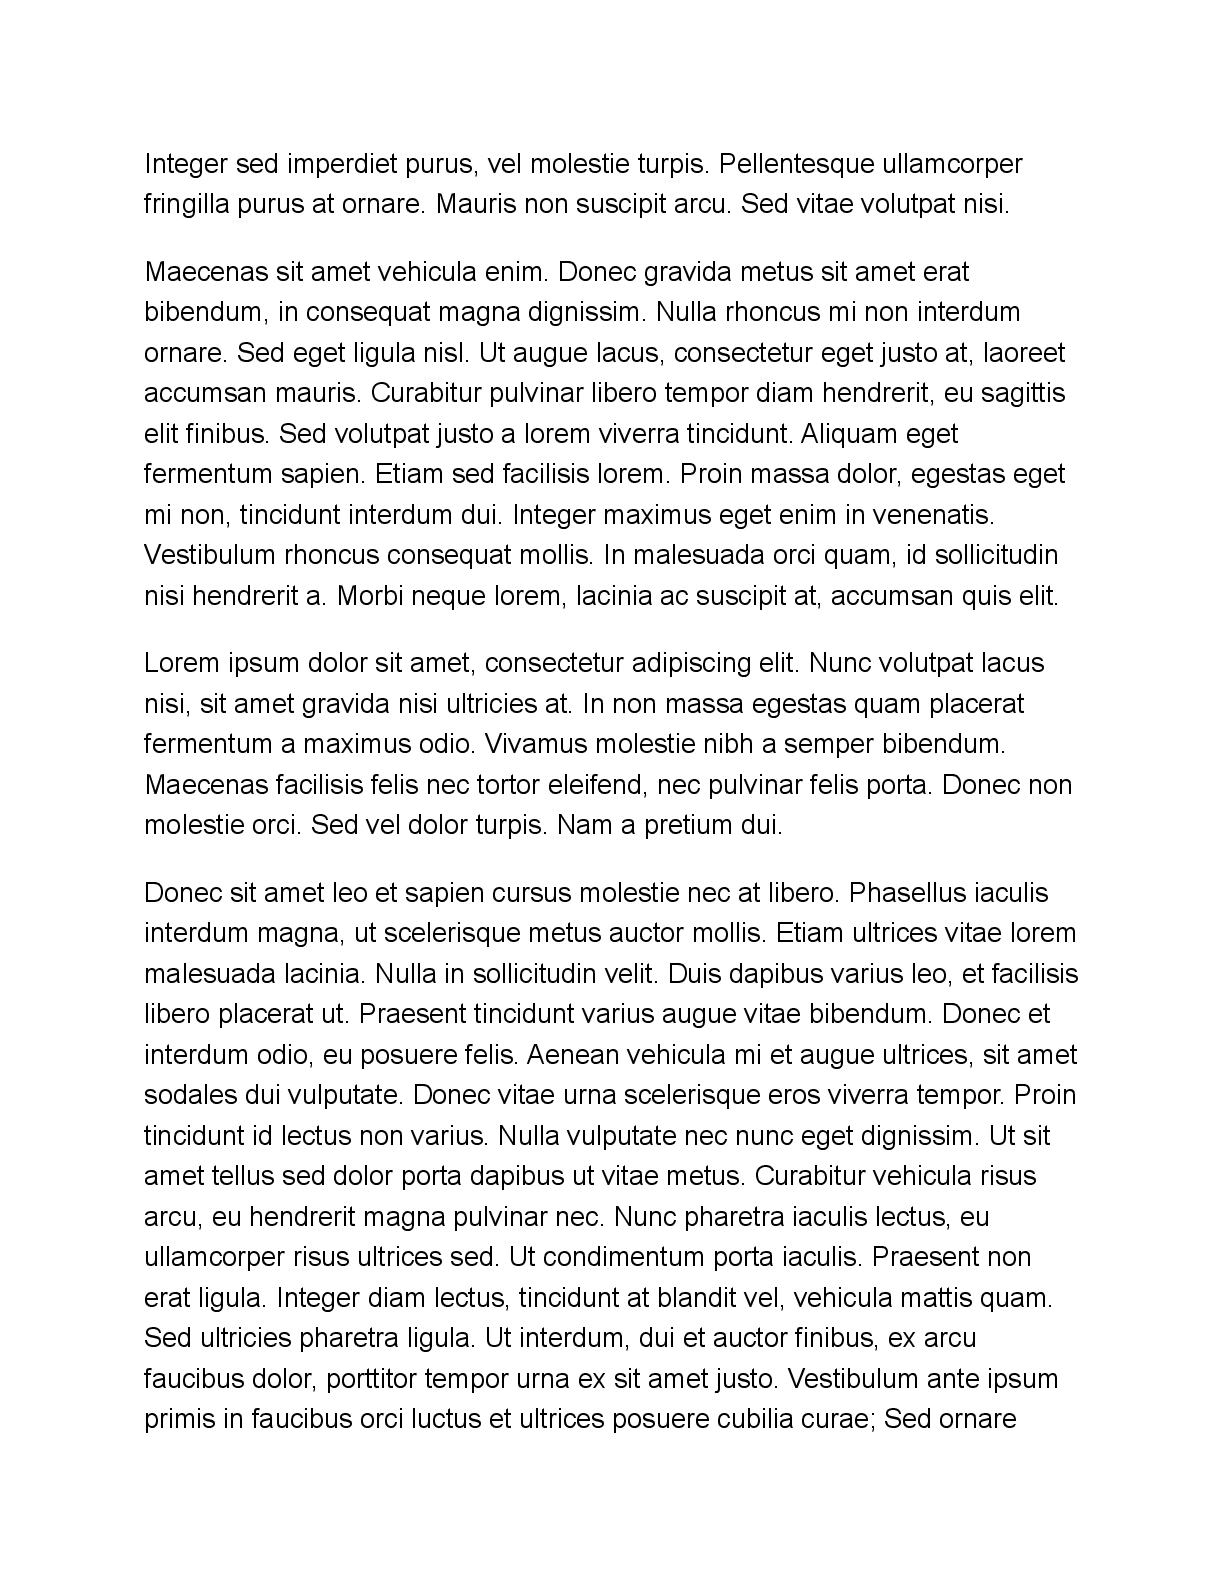 Integer sed imperdiet purus, vel molestie turpis. Pellentesque ullamcorper
fringilla purus at ornare. Mauris non suscipit arcu. Sed vitae volutpat nisi.
Maecenas sit amet vehicula enim. Donec gravida metus sit amet erat
bibendum, in consequat magna dignissim. Nulla rhoncus mi non interdum
ornare. Sed eget ligula nisl. Ut augue lacus, consectetur eget justo at, laoreet
accumsan mauris. Curabitur pulvinar libero tempor diam hendrerit, eu sagittis
elit finibus. Sed volutpat justo a lorem viverra tincidunt. Aliquam eget
fermentum sapien. Etiam sed facilisis lorem. Proin massa dolor, egestas eget
mi non, tincidunt interdum dui. Integer maximus eget enim in venenatis.
Vestibulum rhoncus consequat mollis. In malesuada orci quam, id sollicitudin
nisi hendrerit a. Morbi neque lorem, lacinia ac suscipit at, accumsan quis elit.
Lorem ipsum dolor sit amet, consectetur adipiscing elit. Nunc volutpat lacus
nisi, sit amet gravida nisi ultricies at. In non massa egestas quam placerat
fermentum a maximus odio. Vivamus molestie nibh a semper bibendum.
Maecenas facilisis felis nec tortor eleifend, nec pulvinar felis porta. Donec non
molestie orci. Sed vel dolor turpis. Nam a pretium dui.
Donec sit amet leo et sapien cursus molestie nec at libero. Phasellus iaculis
interdum magna, ut scelerisque metus auctor mollis. Etiam ultrices vitae lorem
malesuada lacinia. Nulla in sollicitudin velit. Duis dapibus varius leo, et facilisis
libero placerat ut. Praesent tincidunt varius augue vitae bibendum. Donec et
interdum odio, eu posuere felis. Aenean vehicula mi et augue ultrices, sit amet
sodales dui vulputate. Donec vitae urna scelerisque eros viverra tempor. Proin
tincidunt id lectus non varius. Nulla vulputate nec nunc eget dignissim. Ut sit
amet tellus sed dolor porta dapibus ut vitae metus. Curabitur vehicula risus
arcu, eu hendrerit magna pulvinar nec. Nunc pharetra iaculis lectus, eu
ullamcorper risus ultrices sed. Ut condimentum porta iaculis. Praesent non
erat ligula. Integer diam lectus, tincidunt at blandit vel, vehicula mattis quam.
Sed ultricies pharetra ligula. Ut interdum, dui et auctor finibus, ex arcu
faucibus dolor, porttitor tempor urna ex sit amet justo. Vestibulum ante ipsum
primis in faucibus orci luctus et ultrices posuere cubilia curae; Sed ornare